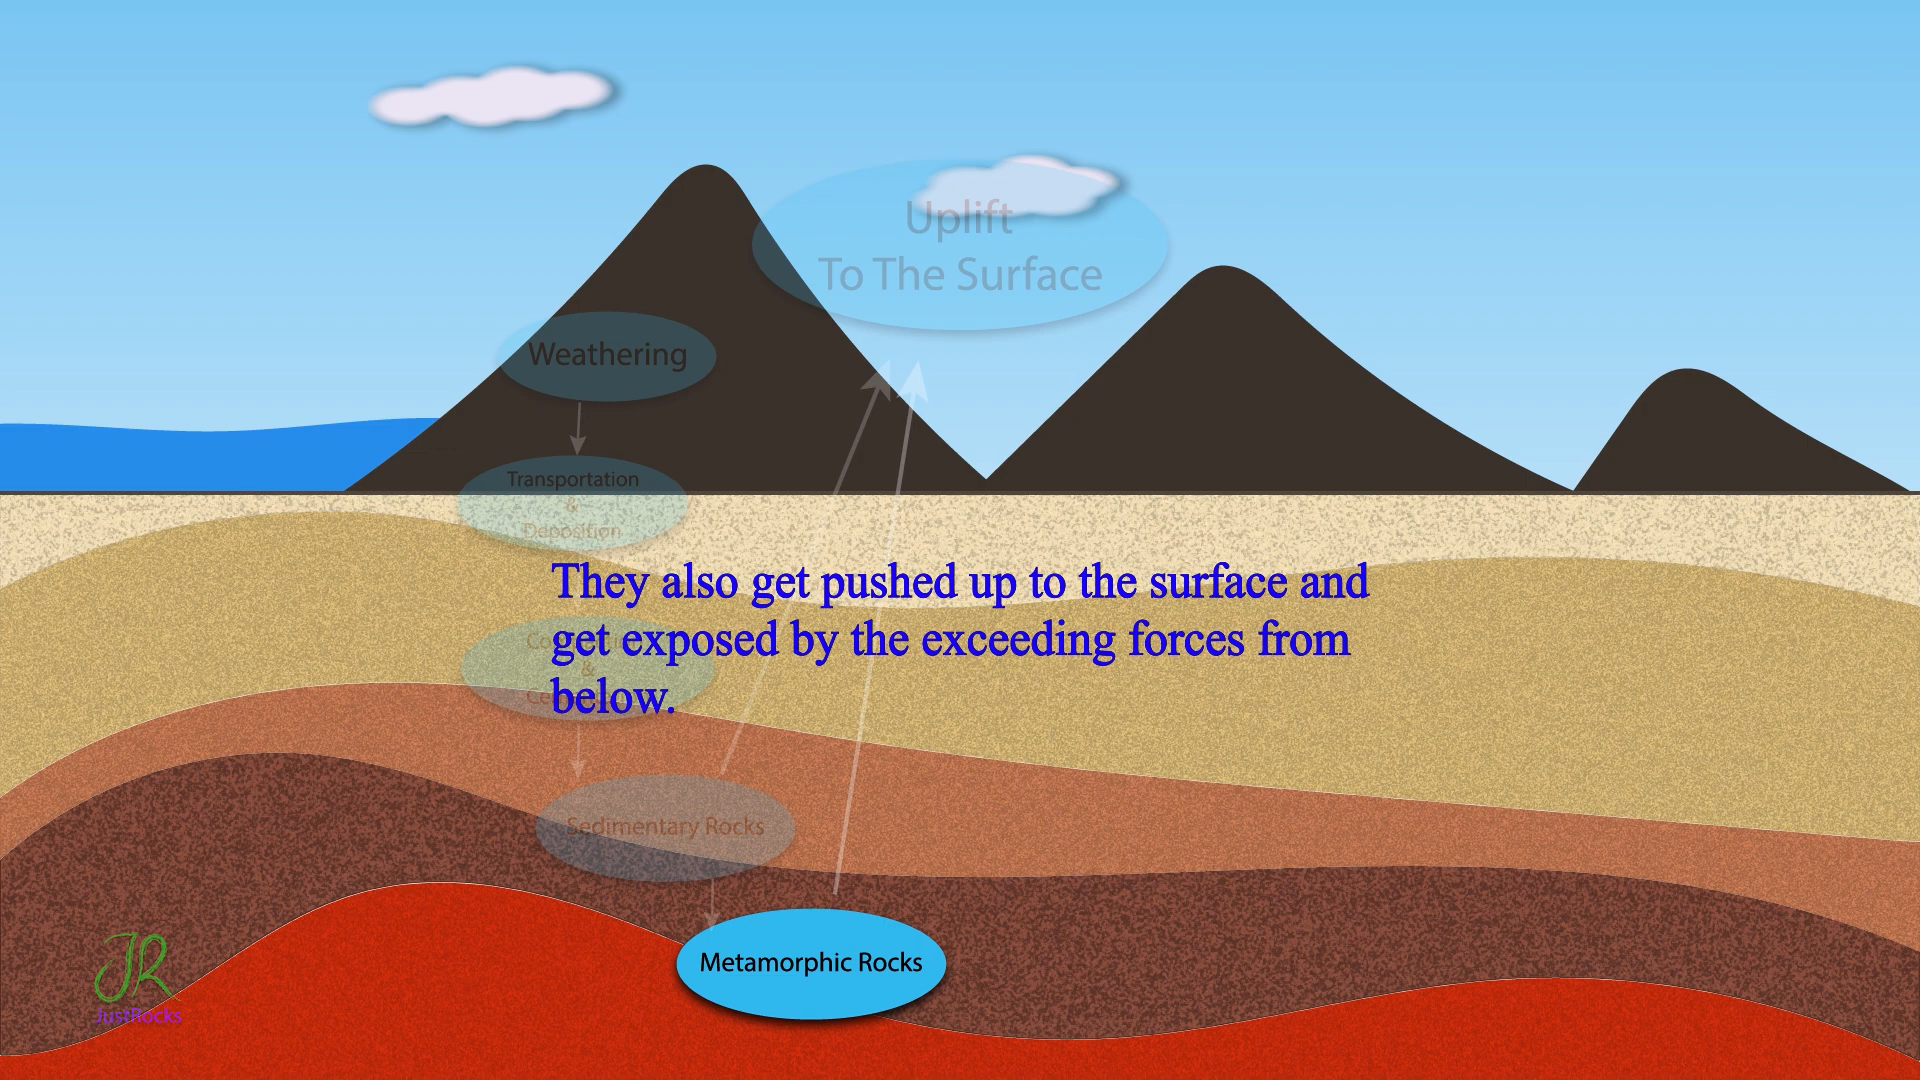 Uplift
To The Surface
Weathering
Transportation
&
Deposition
They also get pushed up to the surface and
get exposed by the exceeding forces from
&
below.
Sedimentary Rocks
Metamorphic Rocks
JR
JustRocks